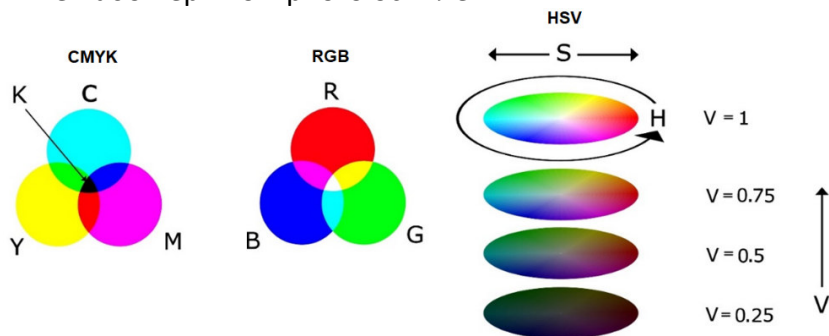 CMYK
K
C
Y
M
RGB
R
B
G
HSV
S
H
V = 1
V = 0.75
V = 0.5
V = 0.25
V